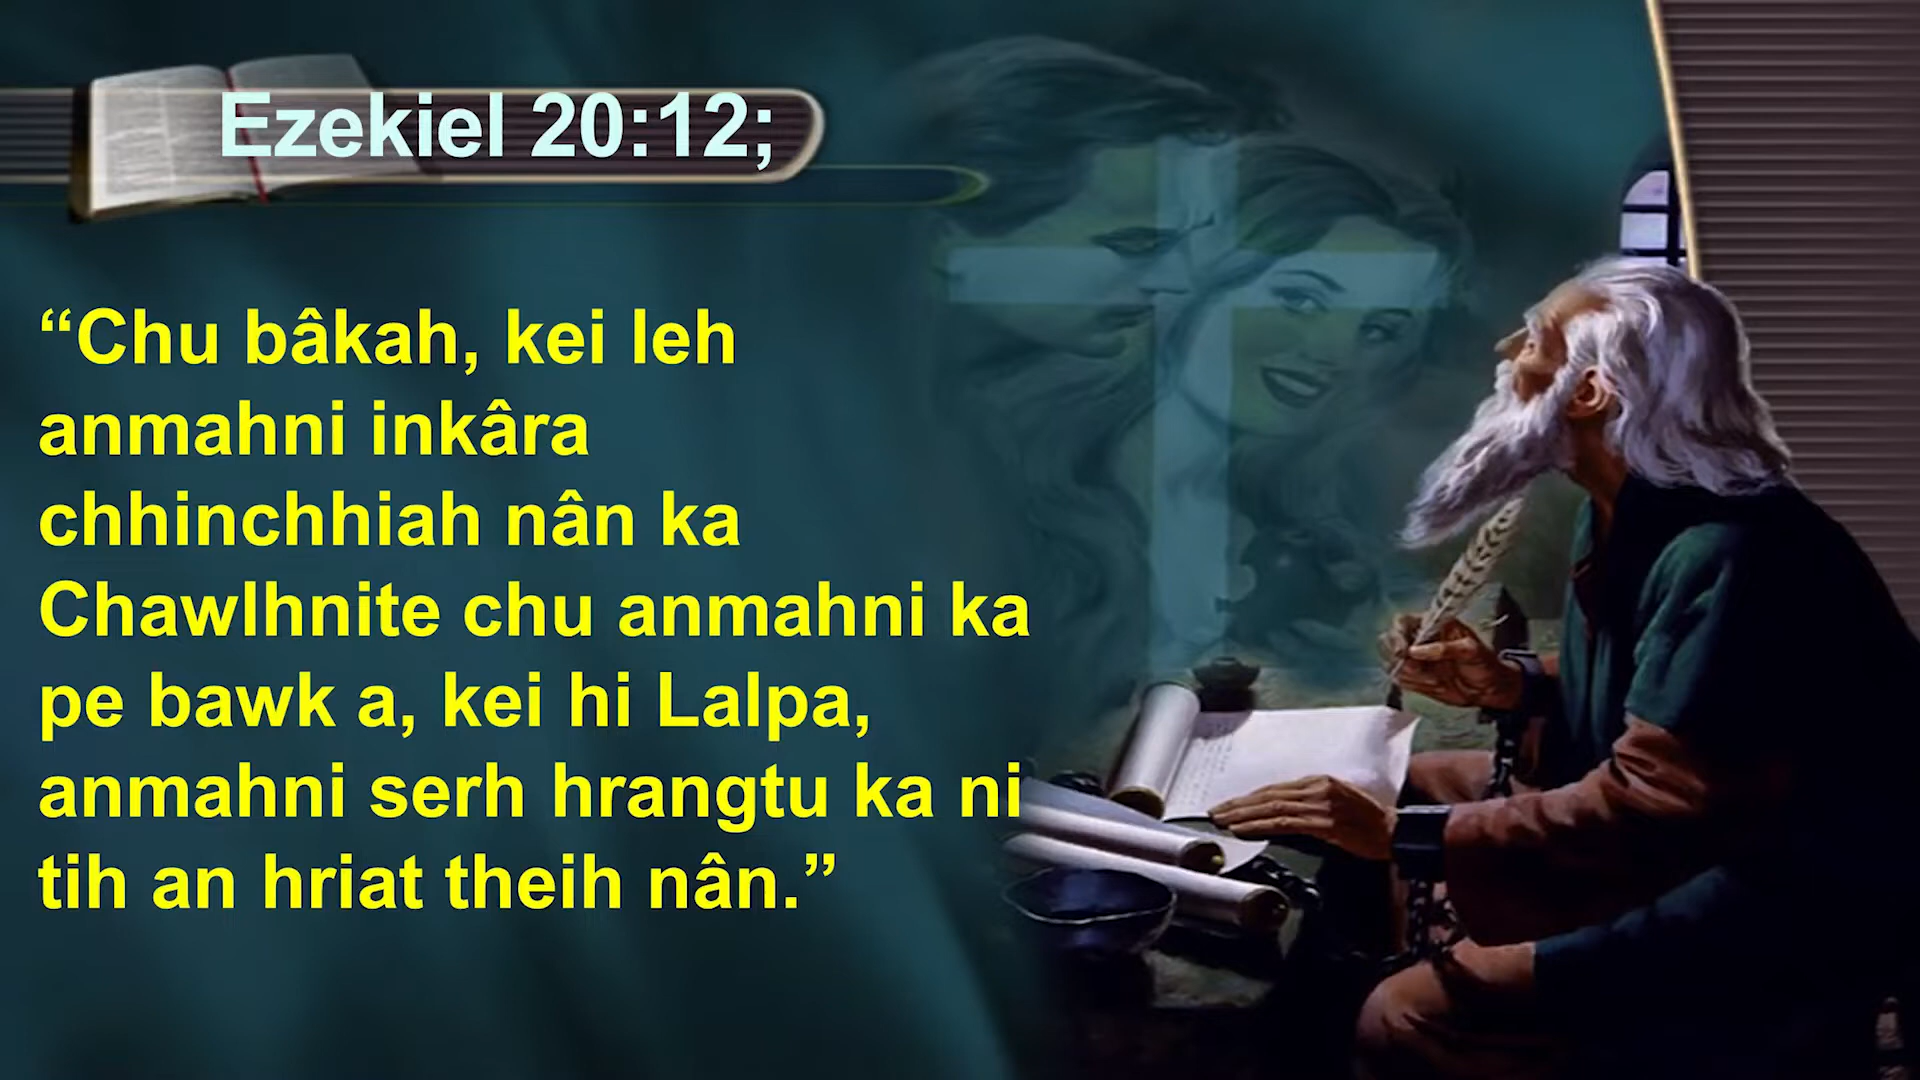 Ezekiel 20:12;
“Chu bâkah, kei leh
anmahni inkâra
chhinchhiah nân ka
Chawlhnite chu anmahni ka
pe bawk a, kei hi Lalpa,
anmahni serh hrangtu ka ni
tih an hriat theih nân.”